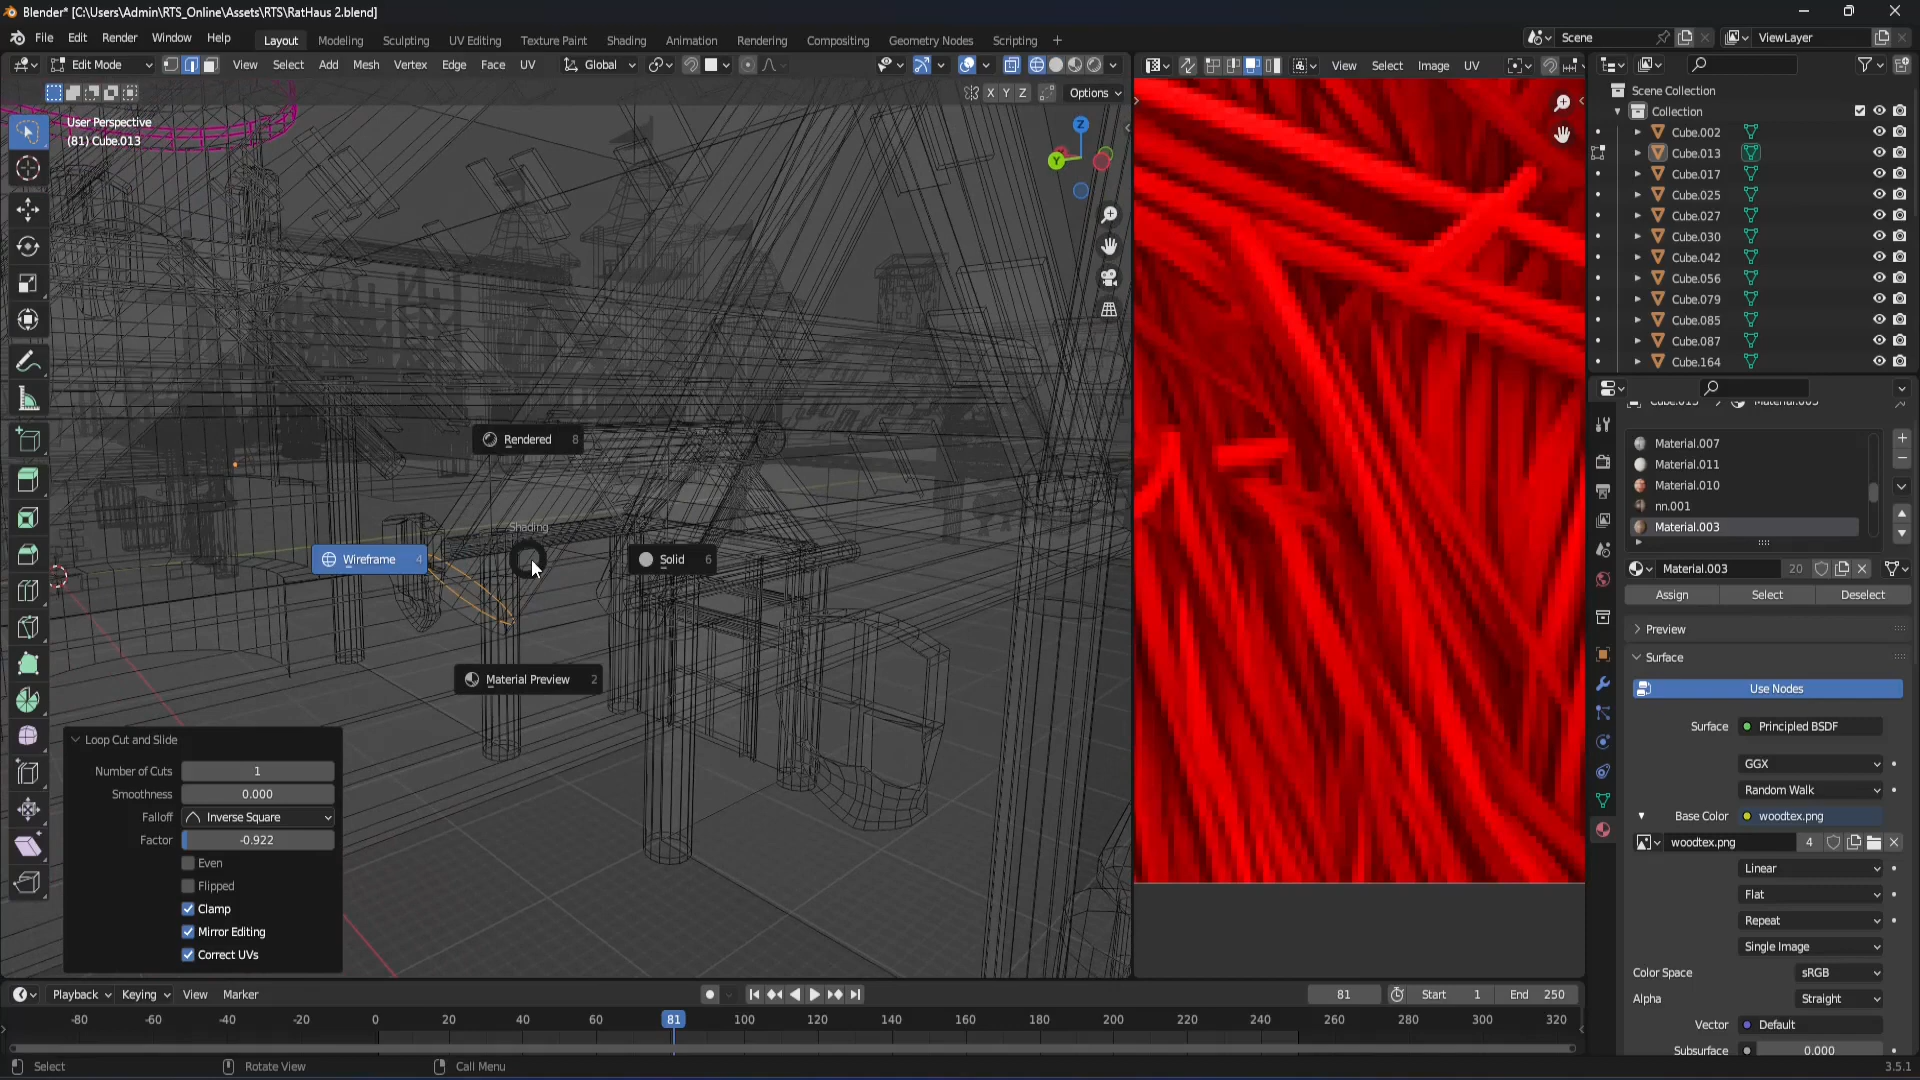 Blender* [C:\Users\Admin\RTS_Online\Assets\RTS\RatHaus 2.blend]
File Edit Render Window Help Layout Modeling Sculpting UV Editing Texture Paint Shading Animation Rendering Compositing Geometry Nodes Scripting + Scene ViewLayer
Edit Mode View Select Add Mesh Vertex Edge Face UV Global View Select Image UV
X Y Z Options
User Perspective
(81) Cube.013
Z
Y
Scene Collection
Collection
Cube.002
Cube.013
Cube.017
Cube.025
Cube.027
Cube.030
Cube.042
Cube.056
Cube.079
Cube.085
Cube.087
Cube.164
Rendered 8
Shading
Wireframe 4
Solid 6
Material Preview 2
Material.007
Material.011
Material.010
nn.001
Material.003
Material.003 20
Assign Select Deselect
Preview
Surface
Use Nodes
Surface Principled BSDF
GGX
Random Walk
Base Color woodtex.png
woodtex.png 4
Linear
Flat
Repeat
Single Image
Color Space sRGB
Alpha Straight
Vector Default
Subsurface 0.000
Loop Cut and Slide
Number of Cuts 1
Smoothness 0.000
Falloff Inverse Square
Factor -0.922
Even
Flipped
Clamp
Mirror Editing
Correct UVs
Playback Keying View Marker 81 Start 1 End 250
-80 -60 -40 -20 0 20 40 60 81 100 120 140 160 180 200 220 240 260 280 300 320
Select Rotate View Call Menu 3.5.1